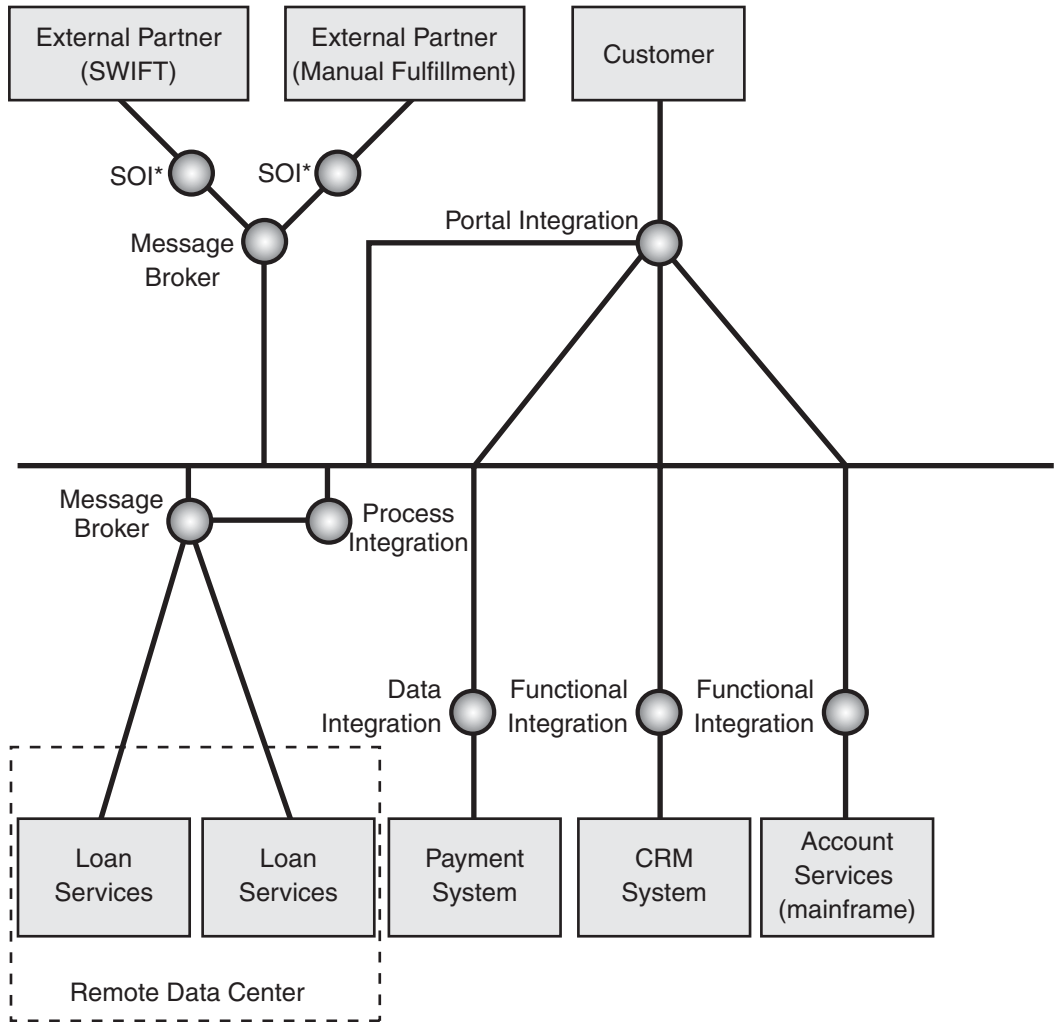 External Partner
(SWIFT)
External Partner
(Manual Fulfillment)
Customer
SOI*
SOI*
Message
Broker
Portal Integration
Message
Broker
Process
Integration
Data
Integration
Functional
Integration
Functional
Integration
Loan
Services
Loan
Services
Payment
System
CRM
System
Account
Services
(mainframe)
Remote Data Center